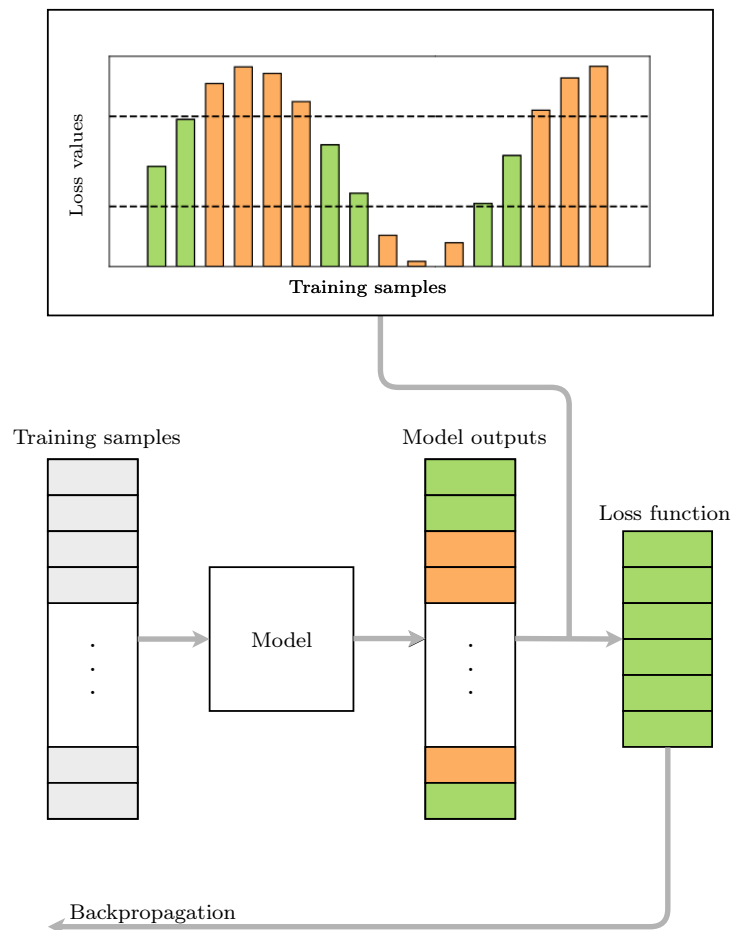 Loss values
Training samples
Training samples
Model outputs
Loss function
Model
Backpropagation